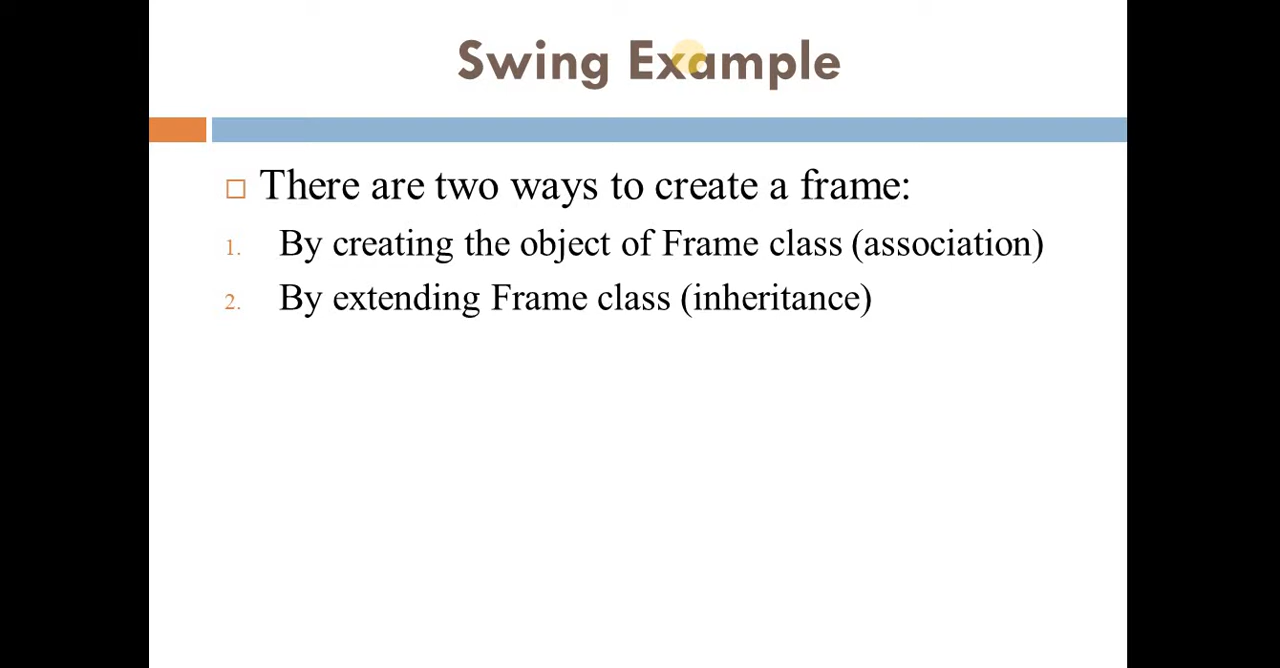 Swing Example
There are two ways to create a frame:
1. By creating the object of Frame class (association)
2. By extending Frame class (inheritance)